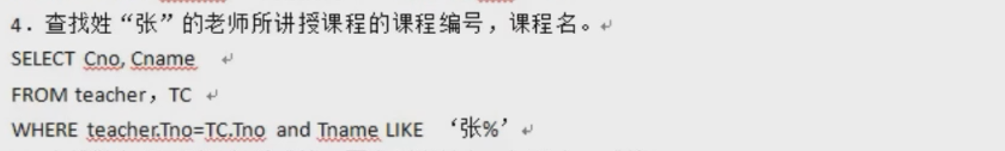 4．查找姓“张”的老师所讲授课程的课程编号，课程名。
SELECT Cno, Cname
FROM teacher，TC
WHERE teacher.Tno=TC.Tno and Tname LIKE ‘张%’